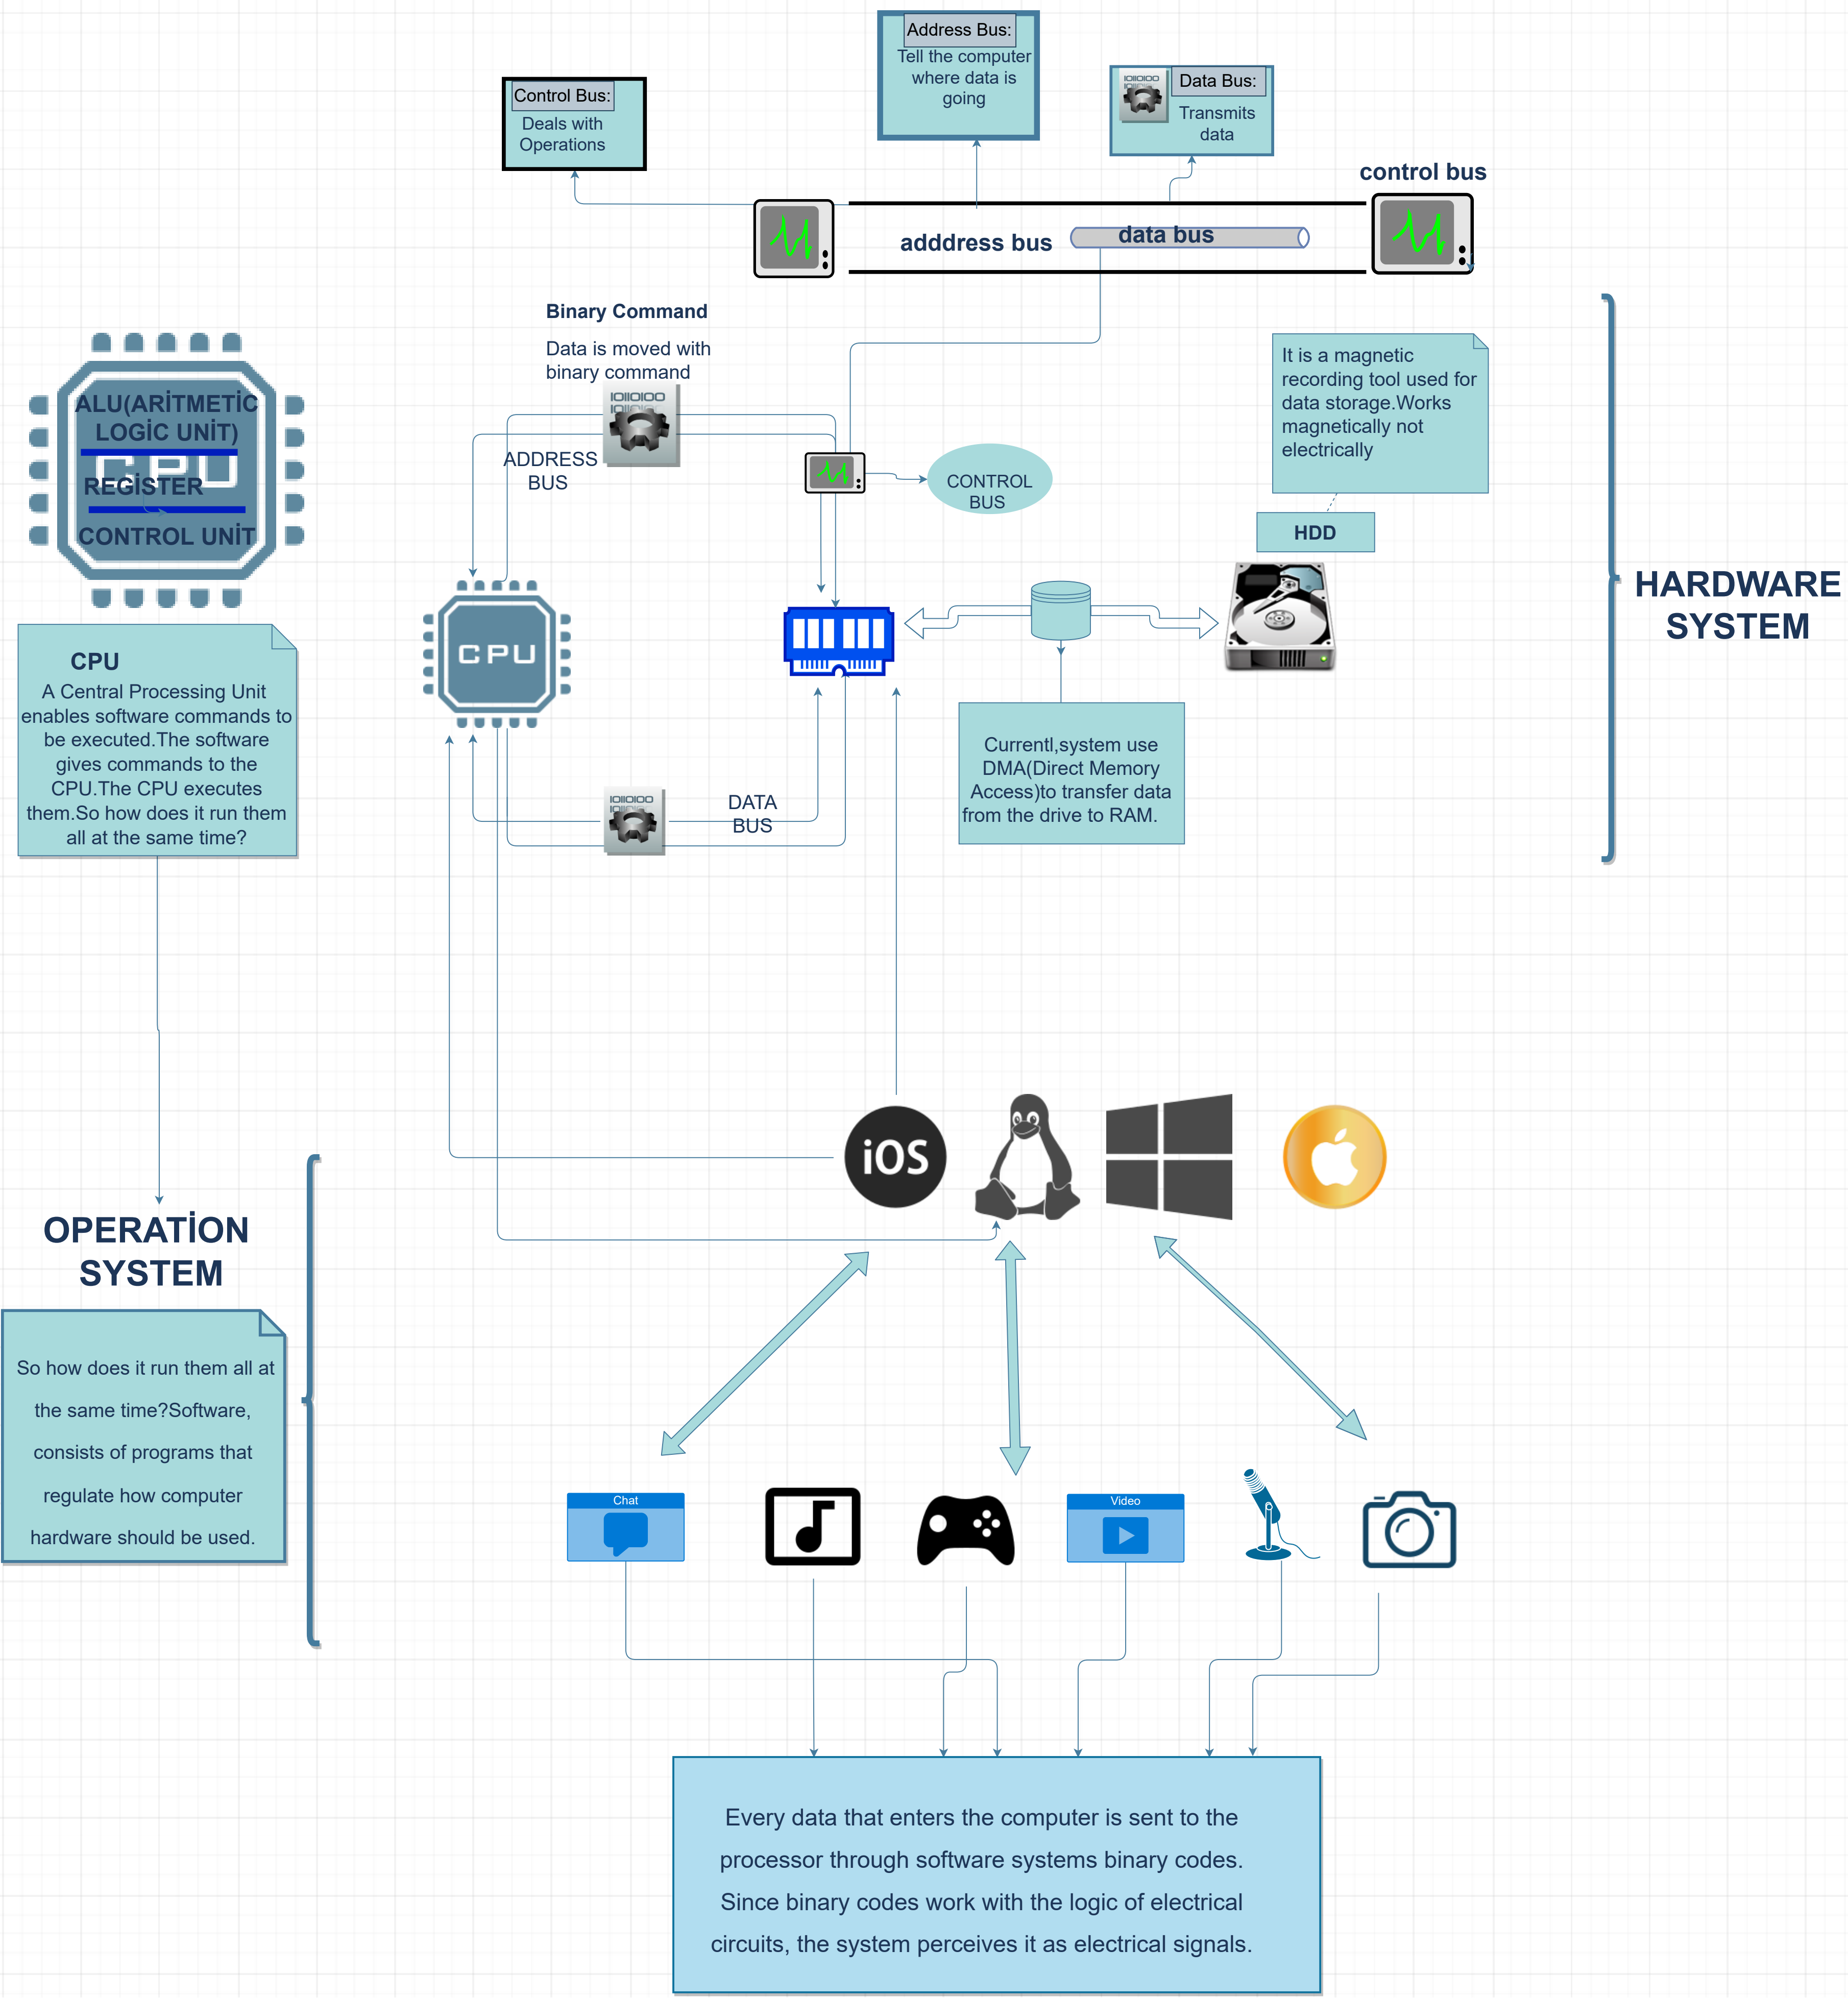 Address Bus:
Tell the computer
where data is
going
Control Bus:
Deals with
Operations
IOIIOIOO
Data Bus:
Transmits
data
control bus
adddress bus
data bus
Binary Command
Data is moved with
binary command
IOIIOIOO
ADDRESS
BUS
CONTROL
BUS
It is a magnetic
recording tool used for
data storage.Works
magnetically not
electrically
HDD
HARDWARE
SYSTEM
ALU(ARİTMETİC
LOGİC UNİT)
CPU
REGİSTER
CONTROL UNİT
CPU
CPU
A Central Processing Unit
enables software commands to
be executed.The software
gives commands to the
CPU.The CPU executes
them.So how does it run them
all at the same time?
IOIIOIOO
DATA
BUS
Currentl,system use
DMA(Direct Memory
Access)to transfer data
from the drive to RAM.
iOS
OPERATİON
SYSTEM
So how does it run them all at
the same time?Software,
consists of programs that
regulate how computer
hardware should be used.
Chat
Video
Every data that enters the computer is sent to the
processor through software systems binary codes.
Since binary codes work with the logic of electrical
circuits, the system perceives it as electrical signals.